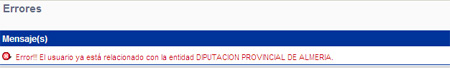 Errores
Mensaje(s)
Error!! El usuario ya está relacionado con la entidad DIPUTACION PROVINCIAL DE ALMERIA.